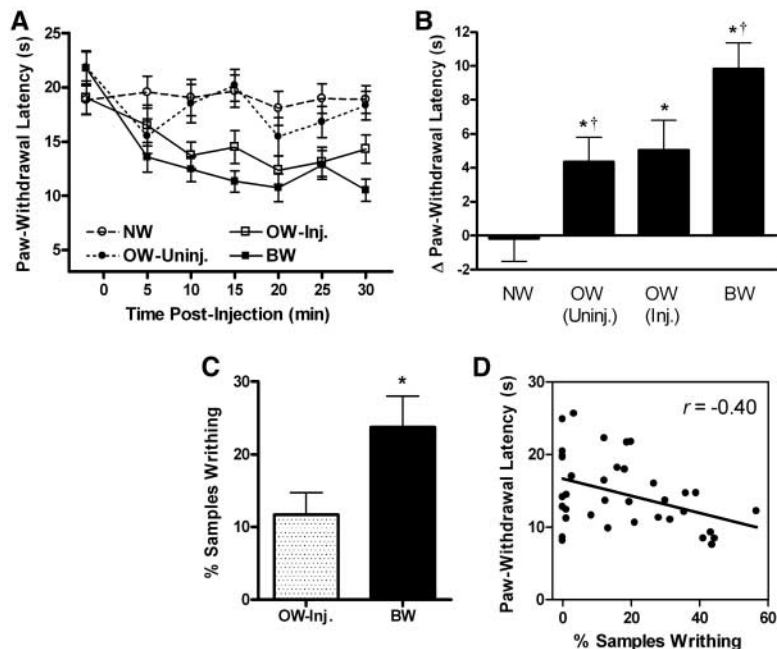 A
Paw-Withdrawal Latency (s)
25
20
15
10
5
NW
OW-Inj.
OW-Uninj.
BW
0 5 10 15 20 25 30
Time Post-Injection (min)
B
Δ Paw-Withdrawal Latency (s)
12
10
8
6
4
2
0
-2
*†
*
*†
NW OW OW BW
(Uninj.) (Inj.)
C
% Samples Writhing
30
20
10
0
*
OW-Inj. BW
D
Paw-Withdrawal Latency (s)
30
20
10
0
r = -0.40
0 20 40 60
% Samples Writhing